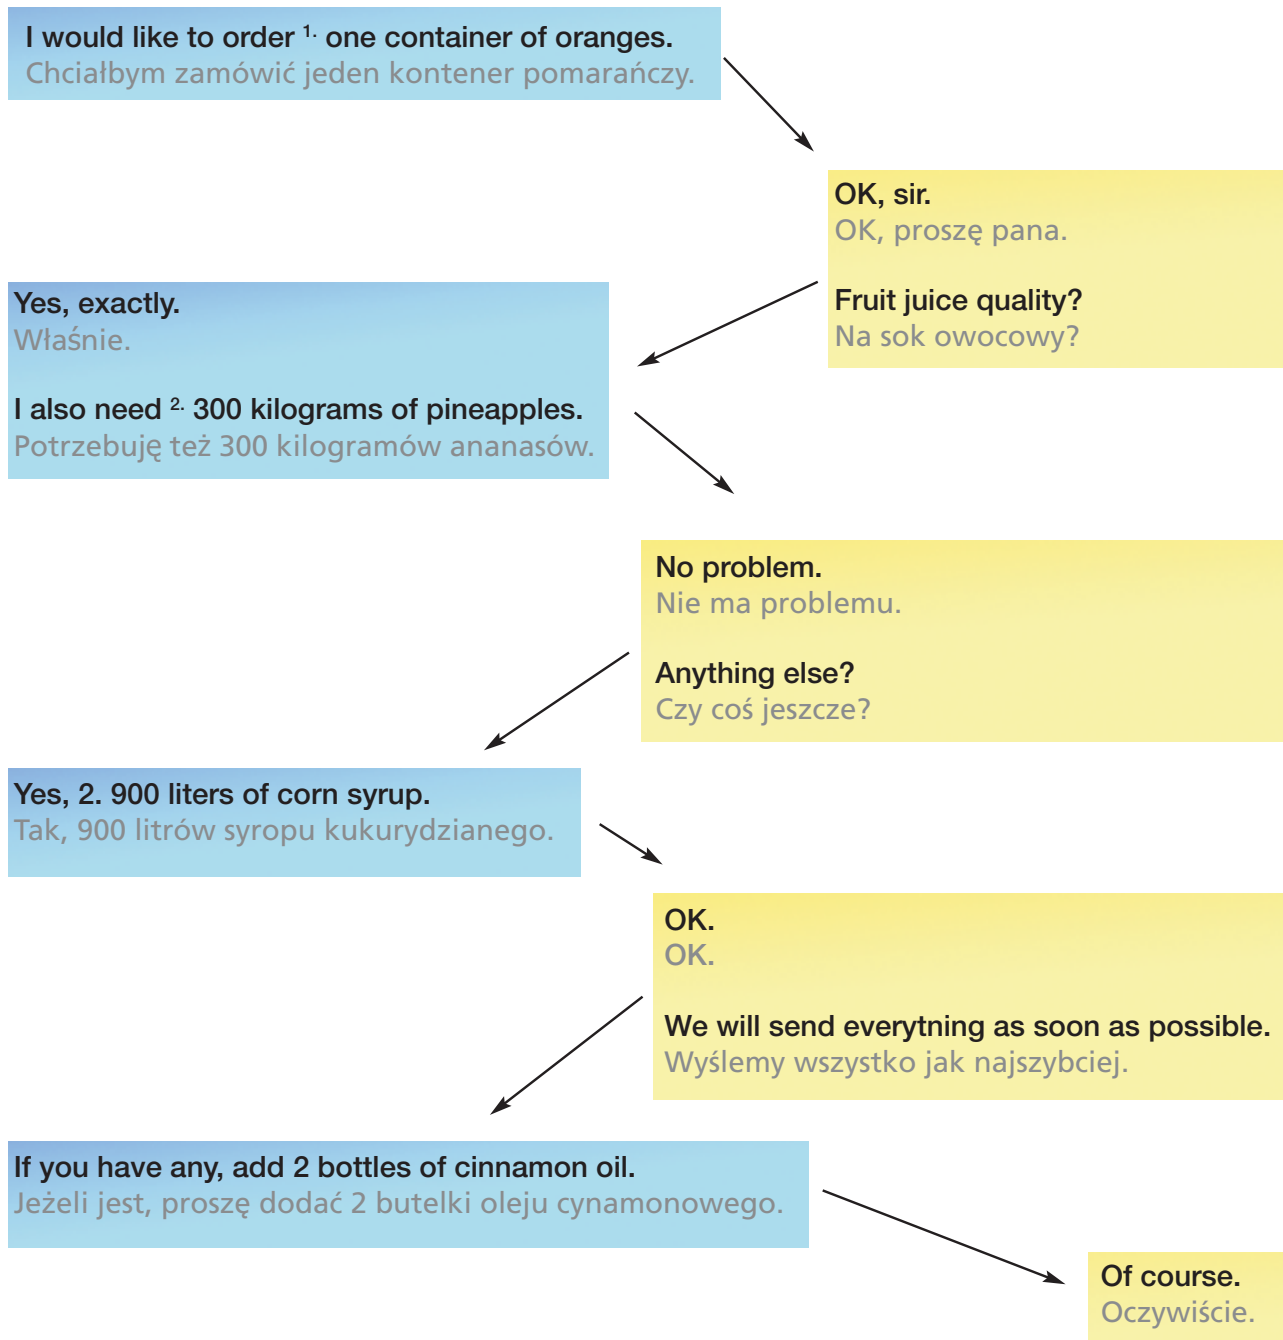 I would like to order 1. one container of oranges.
Chciałbym zamówić jeden kontener pomarańczy.
OK, sir.
OK, proszę pana.
Fruit juice quality?
Na sok owocowy?
Yes, exactly.
Właśnie.
I also need 2. 300 kilograms of pineapples.
Potrzebuję też 300 kilogramów ananasów.
No problem.
Nie ma problemu.
Anything else?
Czy coś jeszcze?
Yes, 2. 900 liters of corn syrup.
Tak, 900 litrów syropu kukurydzianego.
OK.
OK.
We will send everytning as soon as possible.
Wyślemy wszystko jak najszybciej.
If you have any, add 2 bottles of cinnamon oil.
Jeżeli jest, proszę dodać 2 butelki oleju cynamonowego.
Of course.
Oczywiście.